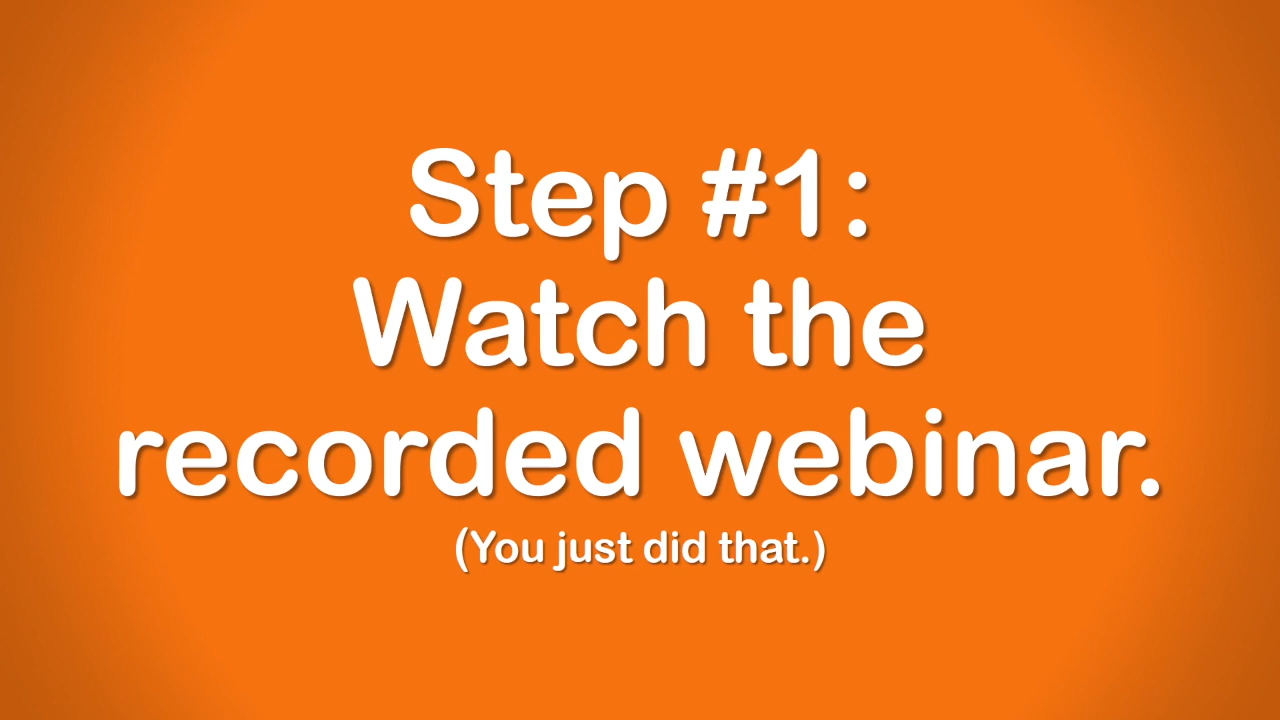 Step #1:
Watch the
recorded webinar.
(You just did that.)